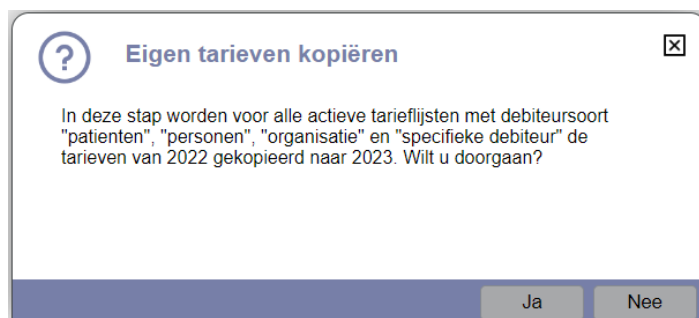 Eigen tarieven kopiëren
In deze stap worden voor alle actieve tarieflijsten met debiteursoort
"patienten", "personen", "organisatie" en "specifieke debiteur" de
tarieven van 2022 gekopieerd naar 2023. Wilt u doorgaan?
Ja Nee